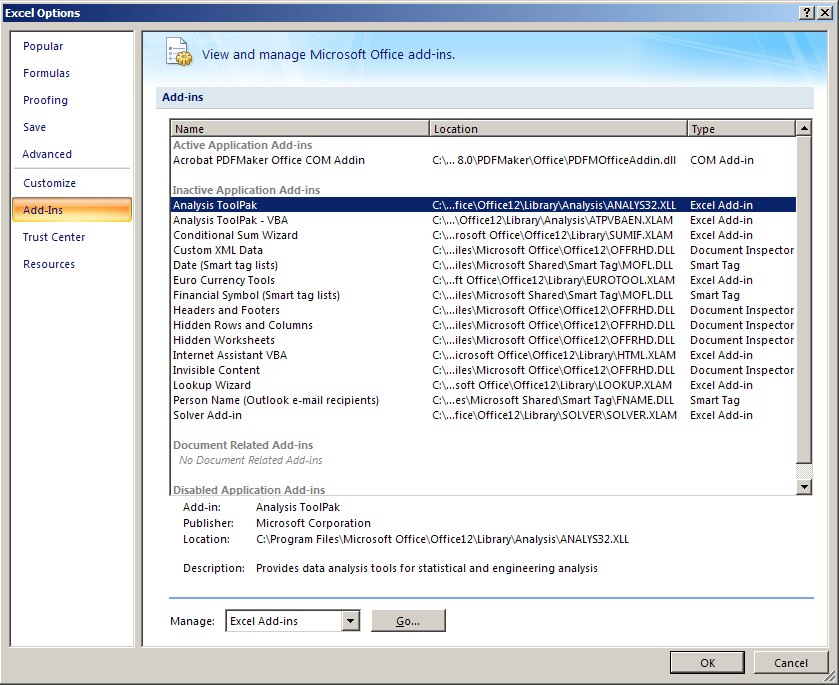 Excel Options
Popular
Formulas
Proofing
Save
Advanced
Customize
Add-Ins
Trust Center
Resources
View and manage Microsoft Office add-ins.
Add-ins
Name Location Type
Active Application Add-ins
Acrobat PDFMaker Office COM Addin C:\... 8.0\PDFMaker\Office\PDFMOfficeAddin.dll COM Add-in
Inactive Application Add-ins
Analysis ToolPak C:\...fice\Office12\Library\Analysis\ANALYS32.XLL Excel Add-in
Analysis ToolPak - VBA C:\...\Office12\Library\Analysis\ATPVBAEN.XLAM Excel Add-in
Conditional Sum Wizard C:\...rosoft Office\Office12\Library\SUMIF.XLAM Excel Add-in
Custom XML Data C:\...iles\Microsoft Office\Office12\OFFRHD.DLL Document Inspector
Date (Smart tag lists) C:\...iles\Microsoft Shared\Smart Tag\MOFL.DLL Smart Tag
Euro Currency Tools C:\...ft Office\Office12\Library\EUROTOOL.XLAM Excel Add-in
Financial Symbol (Smart tag lists) C:\...iles\Microsoft Shared\Smart Tag\MOFL.DLL Smart Tag
Headers and Footers C:\...iles\Microsoft Office\Office12\OFFRHD.DLL Document Inspector
Hidden Rows and Columns C:\...iles\Microsoft Office\Office12\OFFRHD.DLL Document Inspector
Hidden Worksheets C:\...iles\Microsoft Office\Office12\OFFRHD.DLL Document Inspector
Internet Assistant VBA C:\...icrosoft Office\Office12\Library\HTML.XLAM Excel Add-in
Invisible Content C:\...iles\Microsoft Office\Office12\OFFRHD.DLL Document Inspector
Lookup Wizard C:\...soft Office\Office12\Library\LOOKUP.XLAM Excel Add-in
Person Name (Outlook e-mail recipients) C:\...es\Microsoft Shared\Smart Tag\FNAME.DLL Smart Tag
Solver Add-in C:\...fice\Office12\Library\SOLVER\SOLVER.XLAM Excel Add-in
Document Related Add-ins
No Document Related Add-ins
Disabled Application Add-ins
Add-in: Analysis ToolPak
Publisher: Microsoft Corporation
Location: C:\Program Files\Microsoft Office\Office12\Library\Analysis\ANALYS32.XLL
Description: Provides data analysis tools for statistical and engineering analysis
Manage: Excel Add-ins Go...
OK Cancel